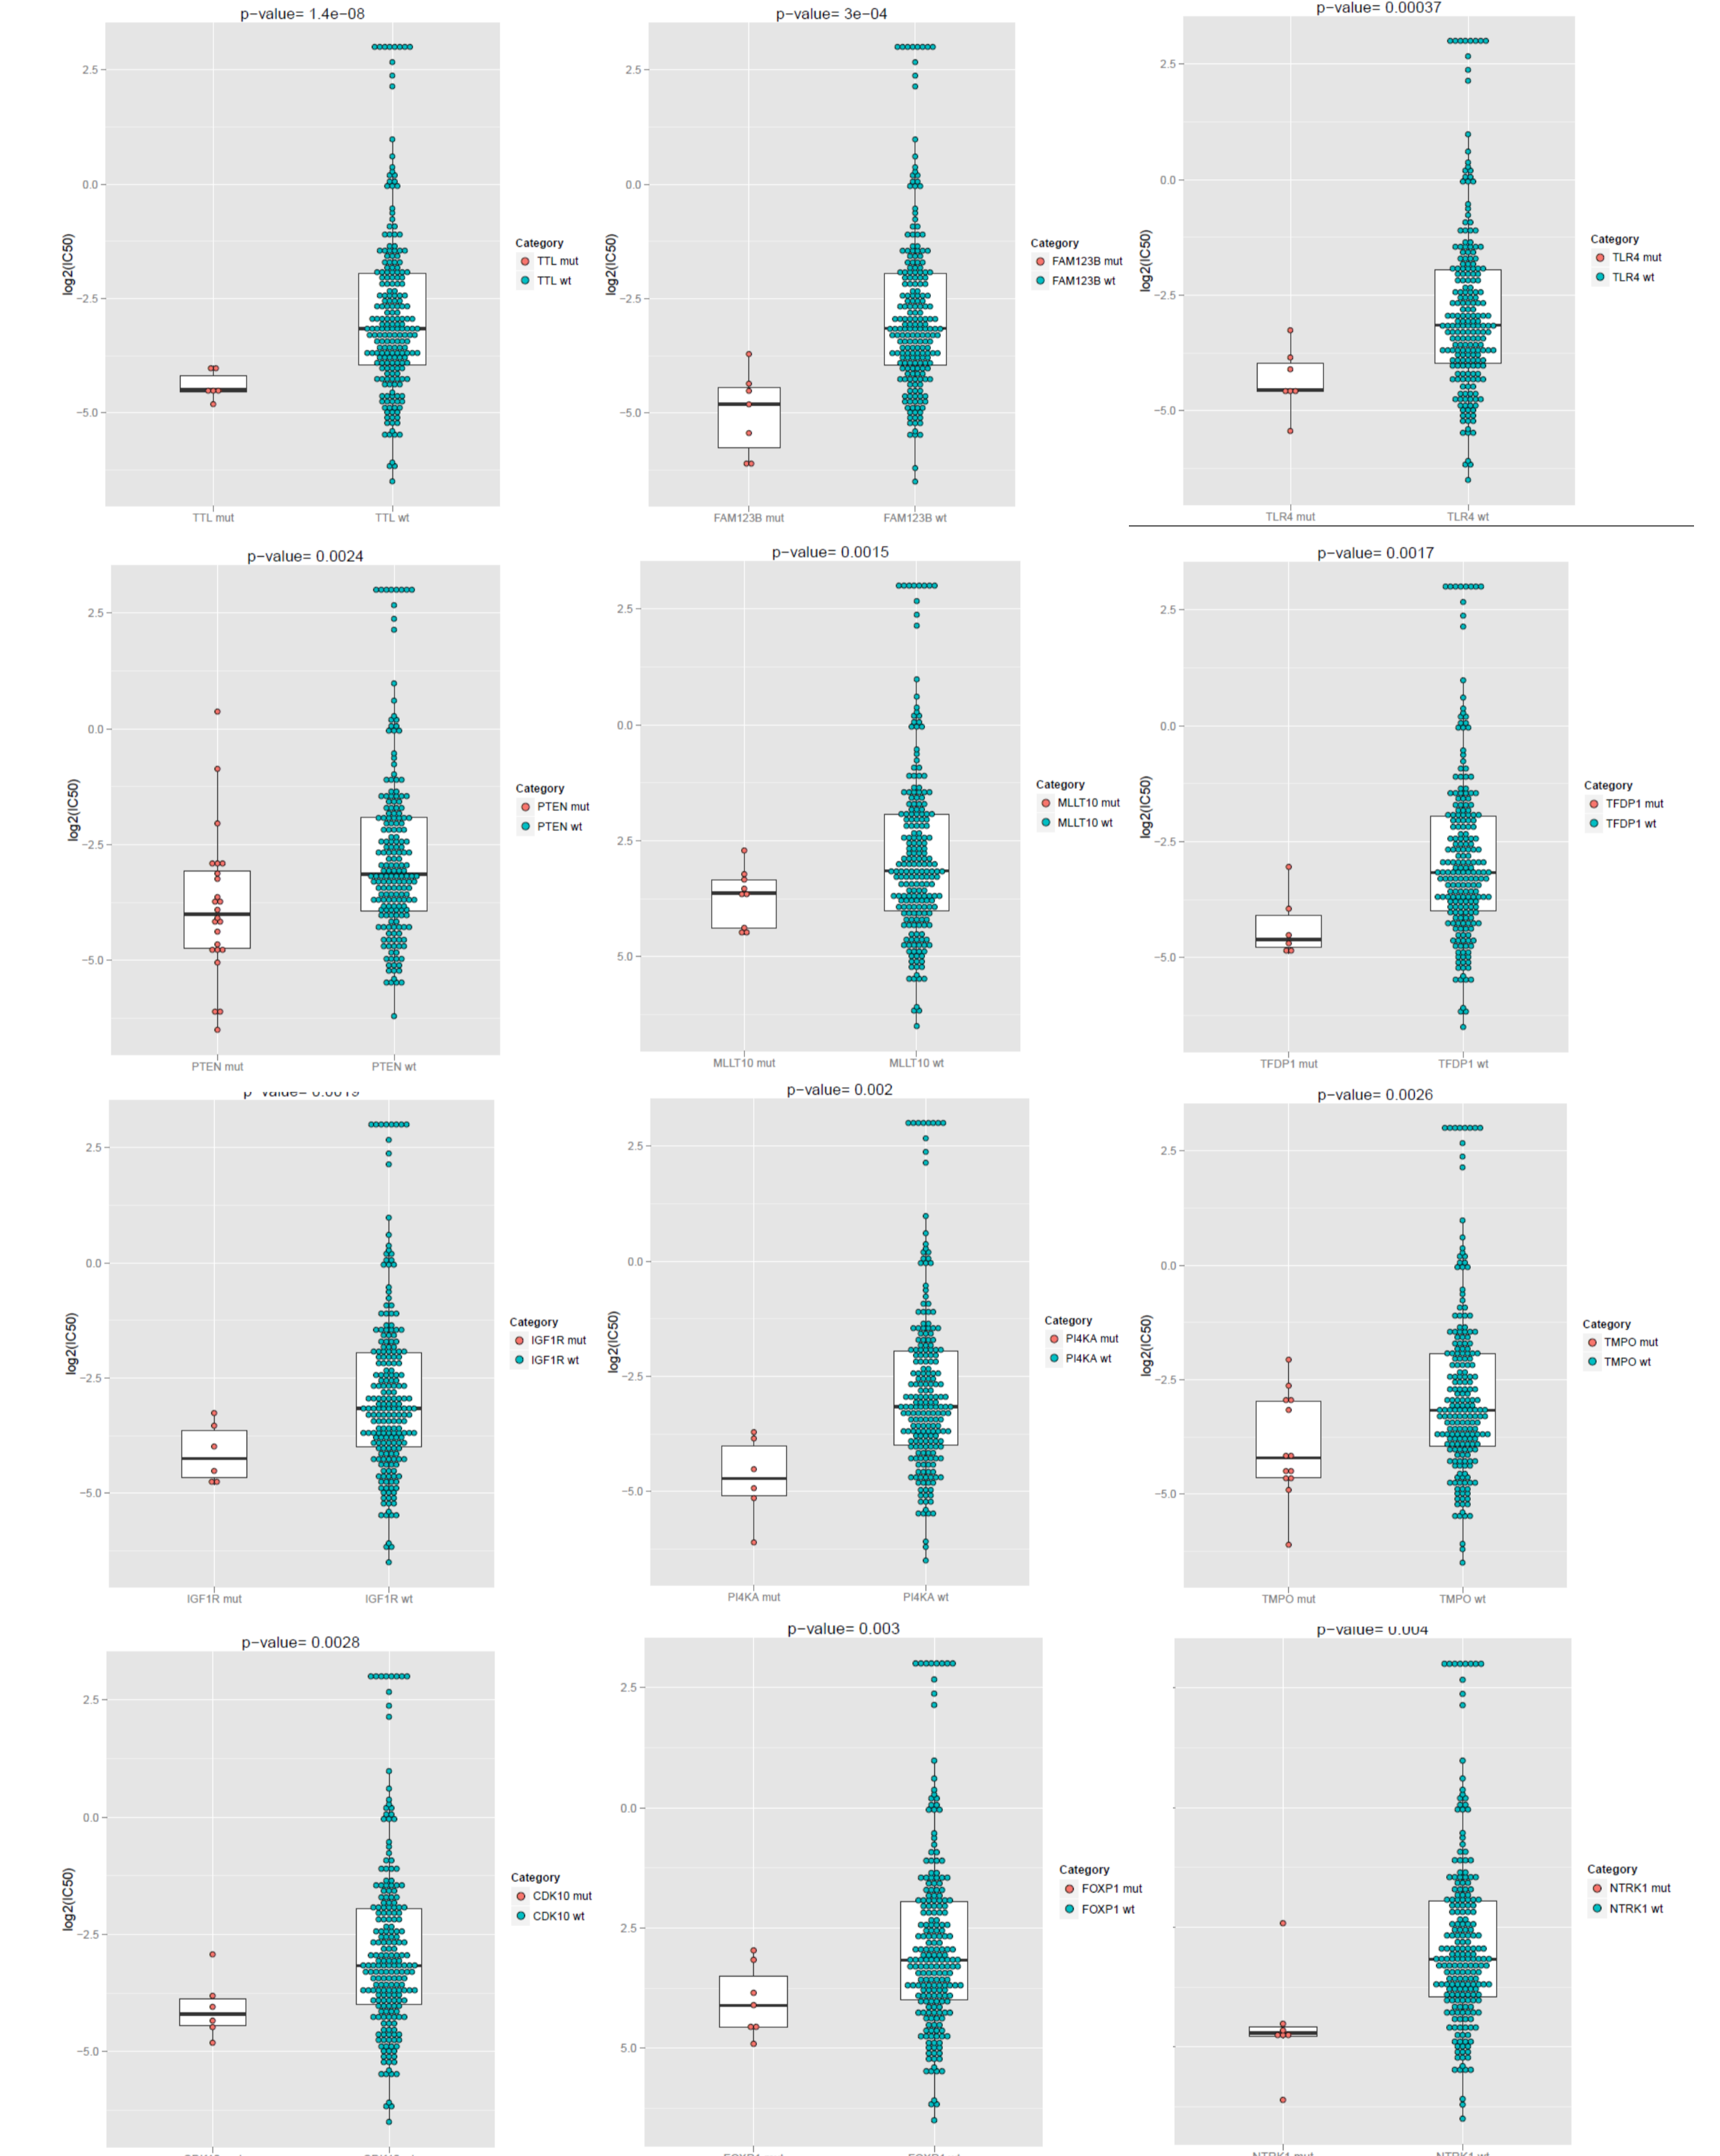 p-value= 1.4e-08
2.5
0.0
-2.5
-5.0
log2(IC50)
TTL mut
TTL wt
Category
TTL mut
TTL wt
p-value= 3e-04
2.5
0.0
-2.5
-5.0
log2(IC50)
FAM123B mut
FAM123B wt
Category
FAM123B mut
FAM123B wt
p-value= 0.00037
2.5
0.0
-2.5
-5.0
log2(IC50)
TLR4 mut
TLR4 wt
Category
TLR4 mut
TLR4 wt
p-value= 0.0024
2.5
0.0
-2.5
-5.0
log2(IC50)
PTEN mut
PTEN wt
Category
PTEN mut
PTEN wt
p-value= 0.0015
2.5
0.0
2.5
5.0
MLLT10 mut
MLLT10 wt
Category
MLLT10 mut
MLLT10 wt
p-value= 0.0017
2.5
0.0
-2.5
-5.0
log2(IC50)
TFDP1 mut
TFDP1 wt
Category
TFDP1 mut
TFDP1 wt
p-value= 0.0019
2.5
0.0
-2.5
-5.0
log2(IC50)
IGF1R mut
IGF1R wt
Category
IGF1R mut
IGF1R wt
p-value= 0.002
2.5
0.0
-2.5
-5.0
log2(IC50)
PI4KA mut
PI4KA wt
Category
PI4KA mut
PI4KA wt
p-value= 0.0026
2.5
0.0
-2.5
-5.0
log2(IC50)
TMPO mut
TMPO wt
Category
TMPO mut
TMPO wt
p-value= 0.0028
2.5
0.0
-2.5
-5.0
log2(IC50)
Category
CDK10 mut
CDK10 wt
p-value= 0.003
2.5
0.0
2.5
5.0
Category
FOXP1 mut
FOXP1 wt
p-value= 0.004
Category
NTRK1 mut
NTRK1 wt